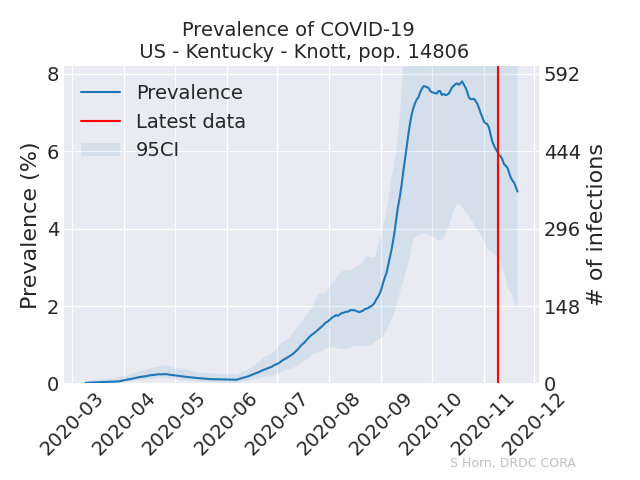 Prevalence of COVID-19
US - Kentucky - Knott, pop. 14806
Prevalence
Latest data
95CI
Prevalence (%)
8
6
4
2
0
592
444
296
148
0
# of infections
2020-03
2020-04
2020-05
2020-06
2020-07
2020-08
2020-09
2020-10
2020-11
2020-12
S Horn, DRDC CORA